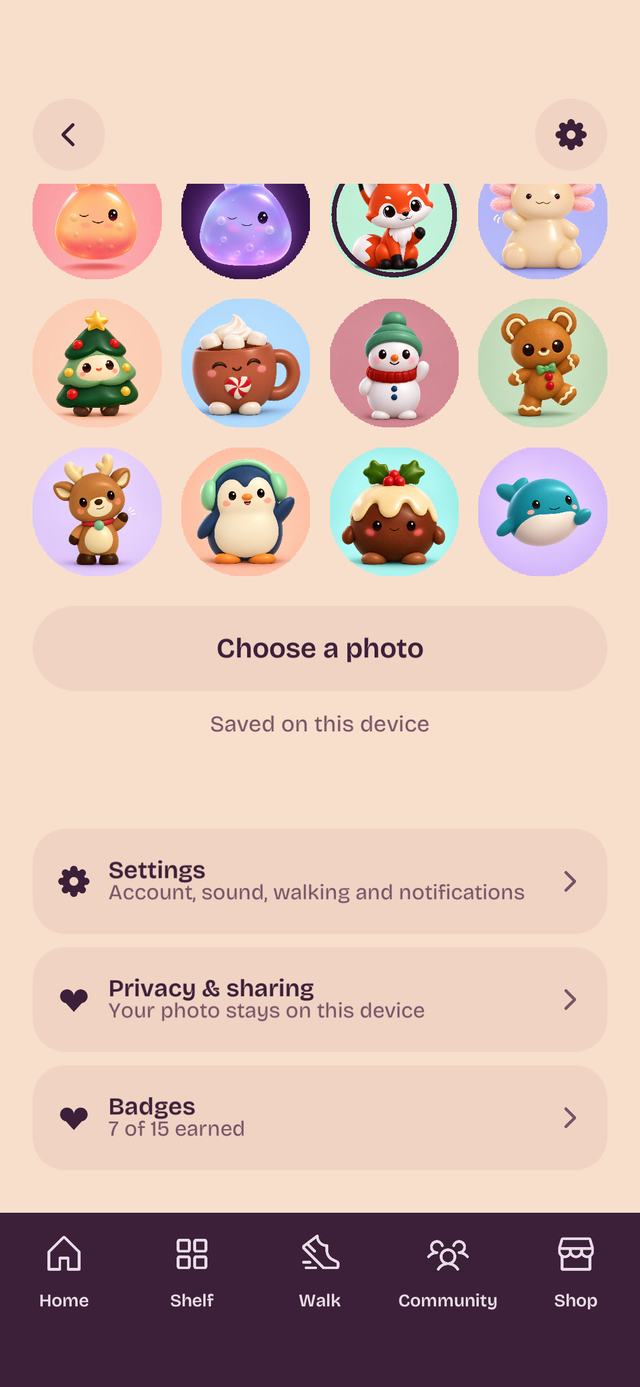 Choose a photo
Saved on this device
Settings
Account, sound, walking and notifications
Privacy & sharing
Your photo stays on this device
Badges
7 of 15 earned
Home
Shelf
Walk
Community
Shop